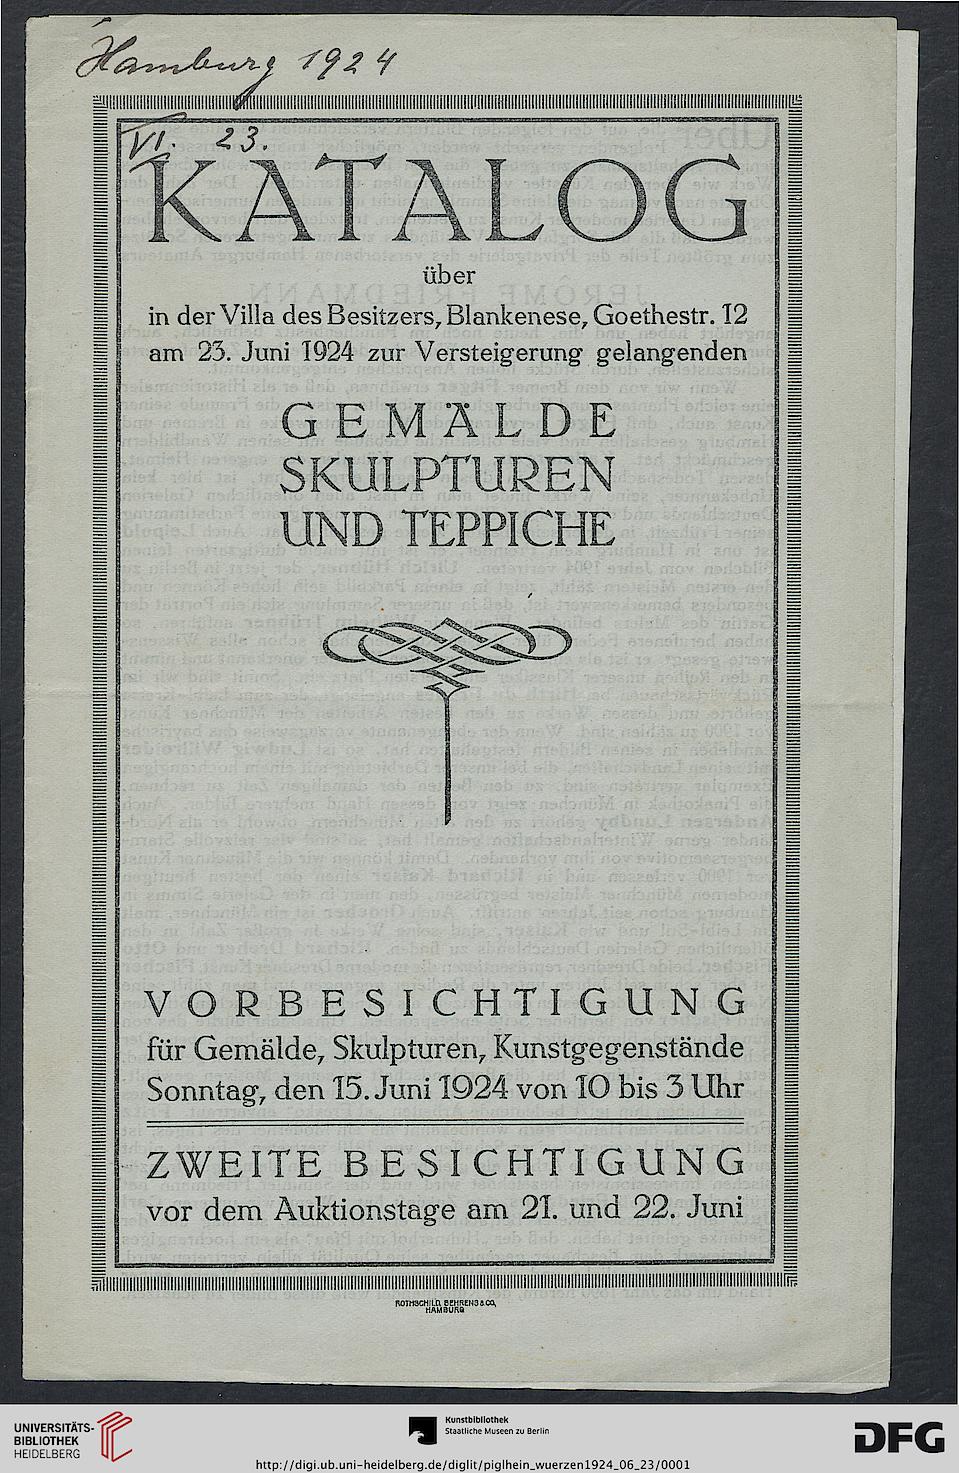 Hamburg 1924
VI. 23.
KATALOG
über
in der Villa des Besitzers, Blankenese, Goethestr. 12
am 23. Juni 1924 zur Versteigerung gelangenden
GEMÄLDE
SKULPTUREN
UND TEPPICHE
VORBESICHTIGUNG
für Gemälde, Skulpturen, Kunstgegenstände
Sonntag, den 15. Juni 1924 von 10 bis 3 Uhr
ZWEITE BESICHTIGUNG
vor dem Auktionstage am 21. und 22. Juni
ROTHSCHILD, BEHRENS & CO,
HAMBURG
UNIVERSITÄTS-
BIBLIOTHEK
HEIDELBERG
Kunstbibliothek
Staatliche Museen zu Berlin
DFG
http://digi.ub.uni-heidelberg.de/diglit/piglhein_wuerzen1924_06_23/0001